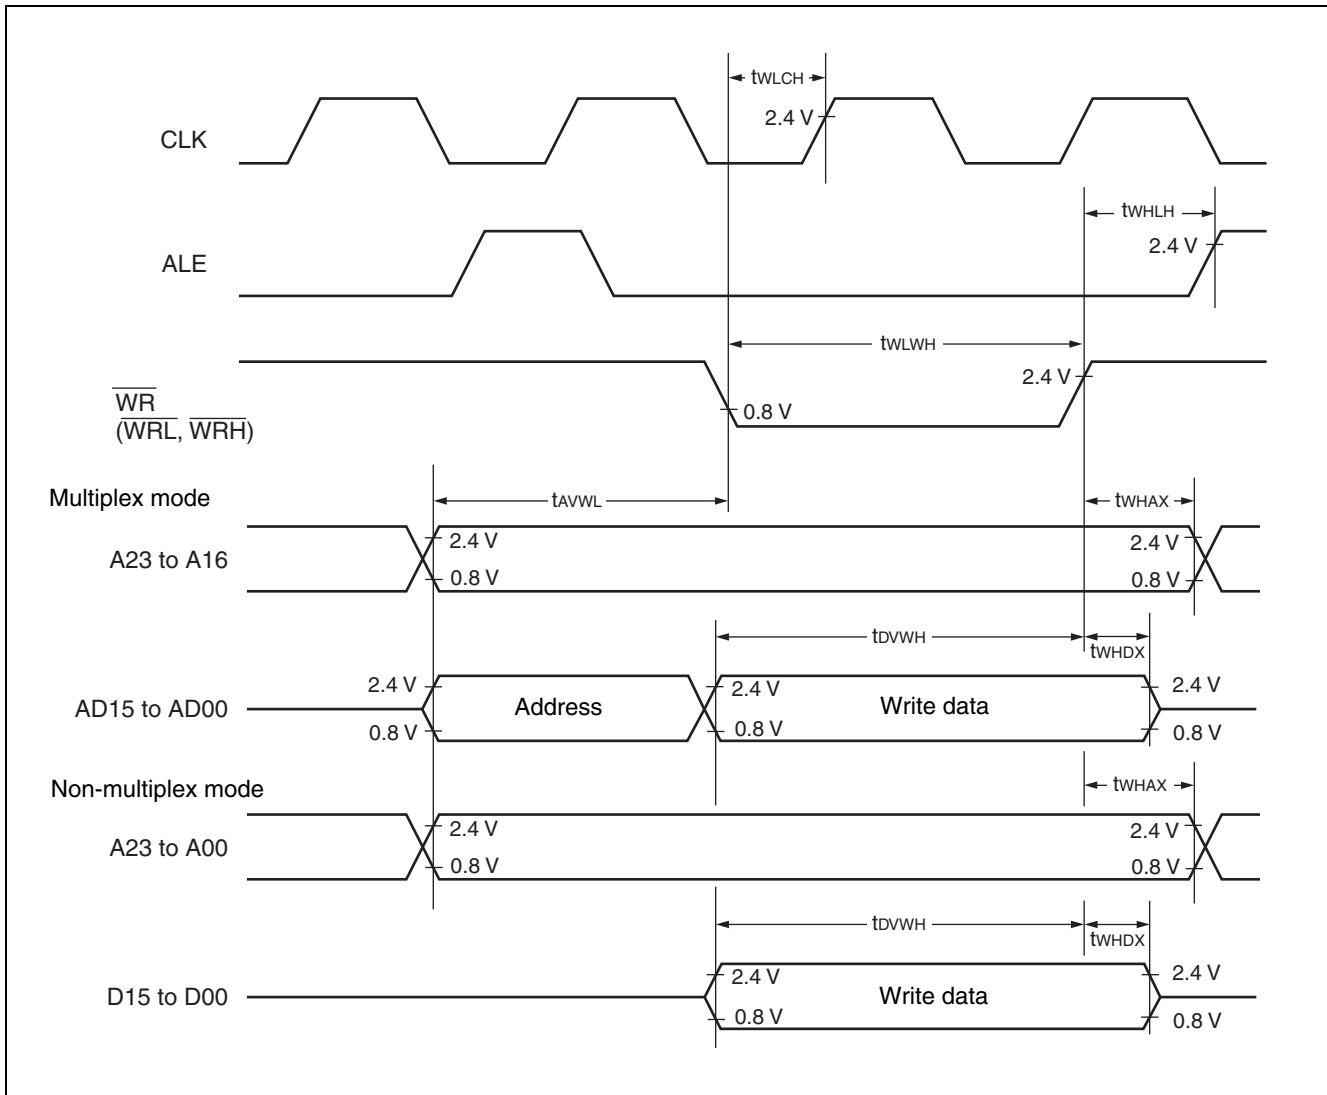 tWLCH
2.4 V
CLK
tWHLH
2.4 V
ALE
tWLWH
2.4 V
WR
0.8 V
(WRL, WRH)
Multiplex mode
tAVWL
tWHAX
2.4 V 2.4 V
A23 to A16
0.8 V 0.8 V
tDVWH
tWHDX
2.4 V 2.4 V 2.4 V
AD15 to AD00 Address Write data
0.8 V 0.8 V 0.8 V
Non-multiplex mode
tWHAX
2.4 V 2.4 V
A23 to A00
0.8 V 0.8 V
tDVWH
tWHDX
2.4 V 2.4 V
D15 to D00 Write data
0.8 V 0.8 V